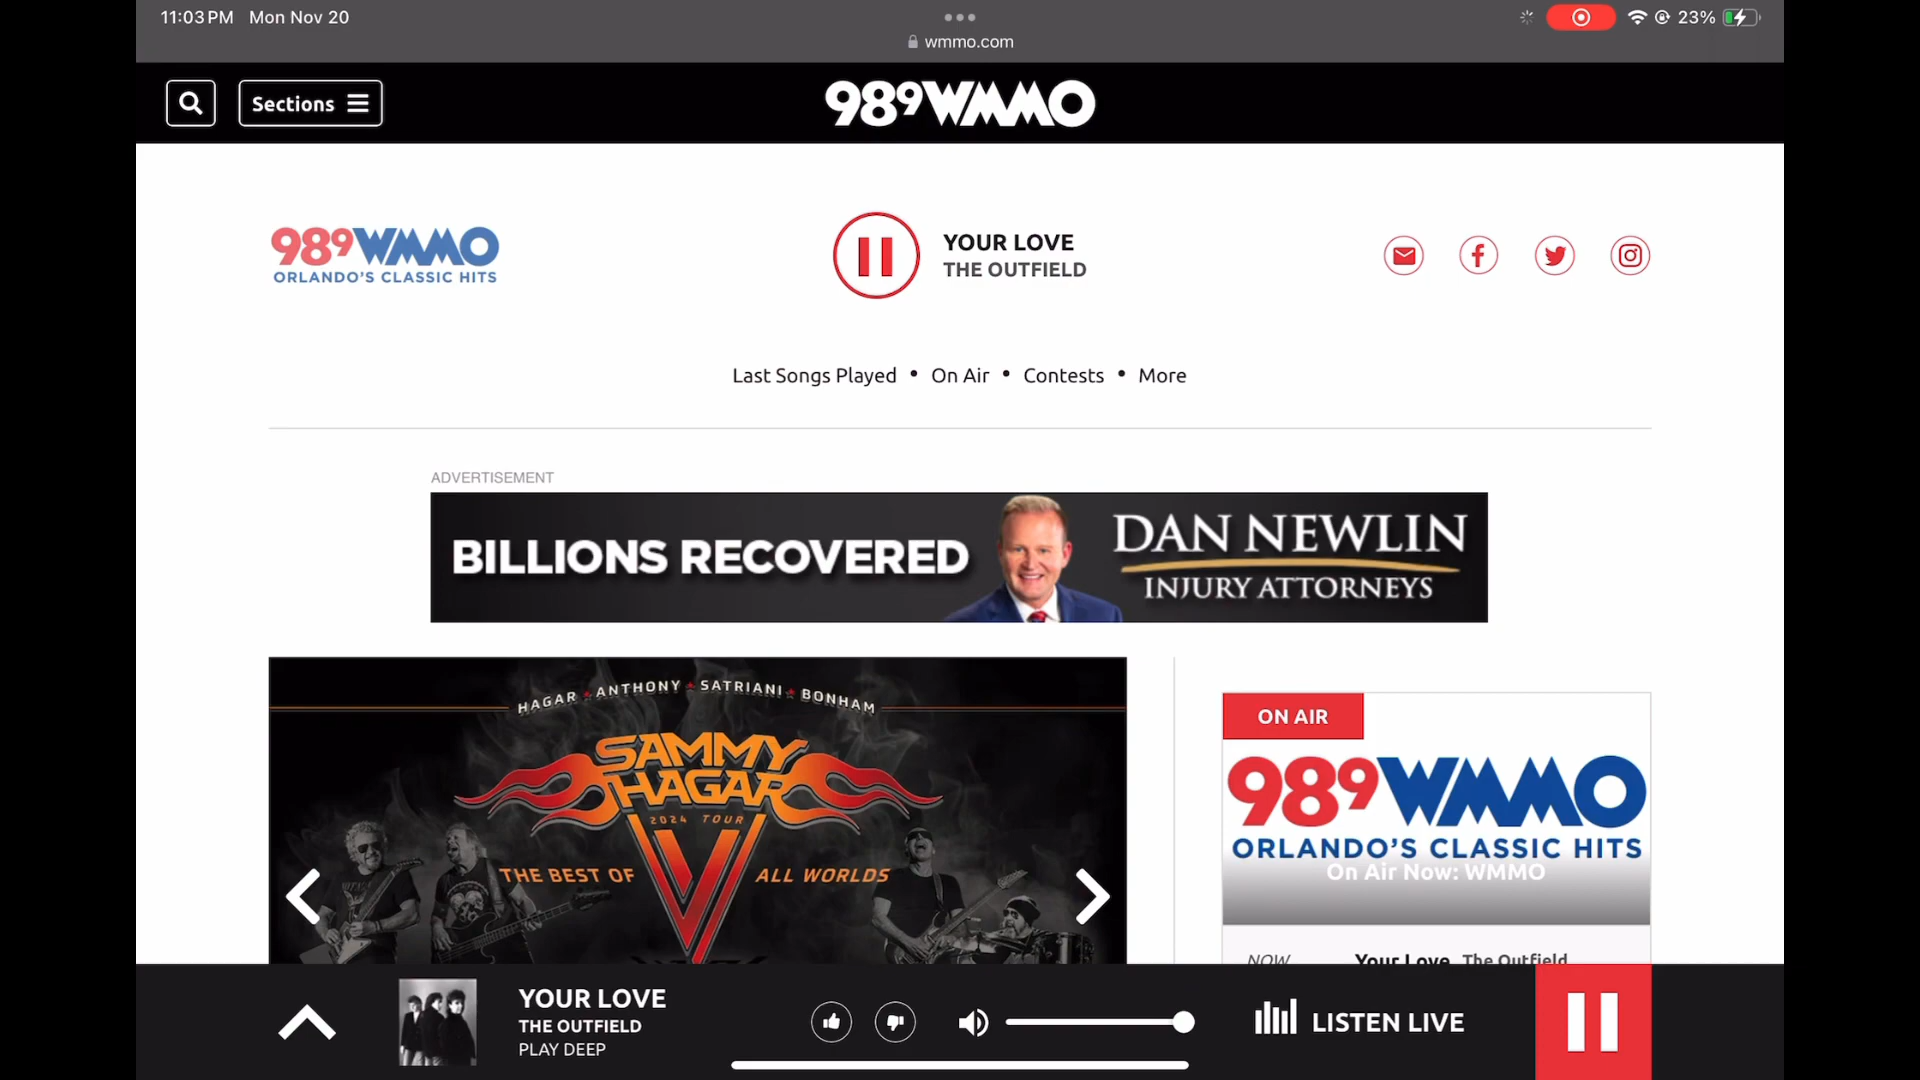 11:03 PM Mon Nov 20
23%
wmmo.com
Sections
989WMMO
989WMMO
ORLANDO'S CLASSIC HITS
YOUR LOVE
THE OUTFIELD
Last Songs Played • On Air • Contests • More
ADVERTISEMENT
BILLIONS RECOVERED
DAN NEWLIN
INJURY ATTORNEYS
HAGAR ★ ANTHONY ★ SATRIANI ★ BONHAM
SAMMY
HAGAR
2024 TOUR
THE BEST OF ALL WORLDS
ON AIR
989WMMO
ORLANDO'S CLASSIC HITS
On Air Now: WMMO
NOW Your Love The Outfield
YOUR LOVE
THE OUTFIELD
PLAY DEEP
LISTEN LIVE